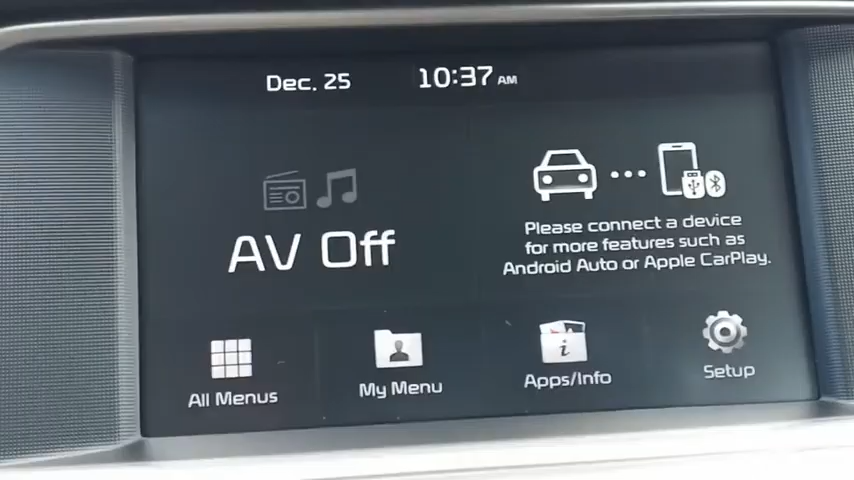 Dec. 25 10:37 AM
AV Off
Please connect a device
for more features such as
Android Auto or Apple CarPlay.
All Menus
My Menu
Apps/Info
Setup